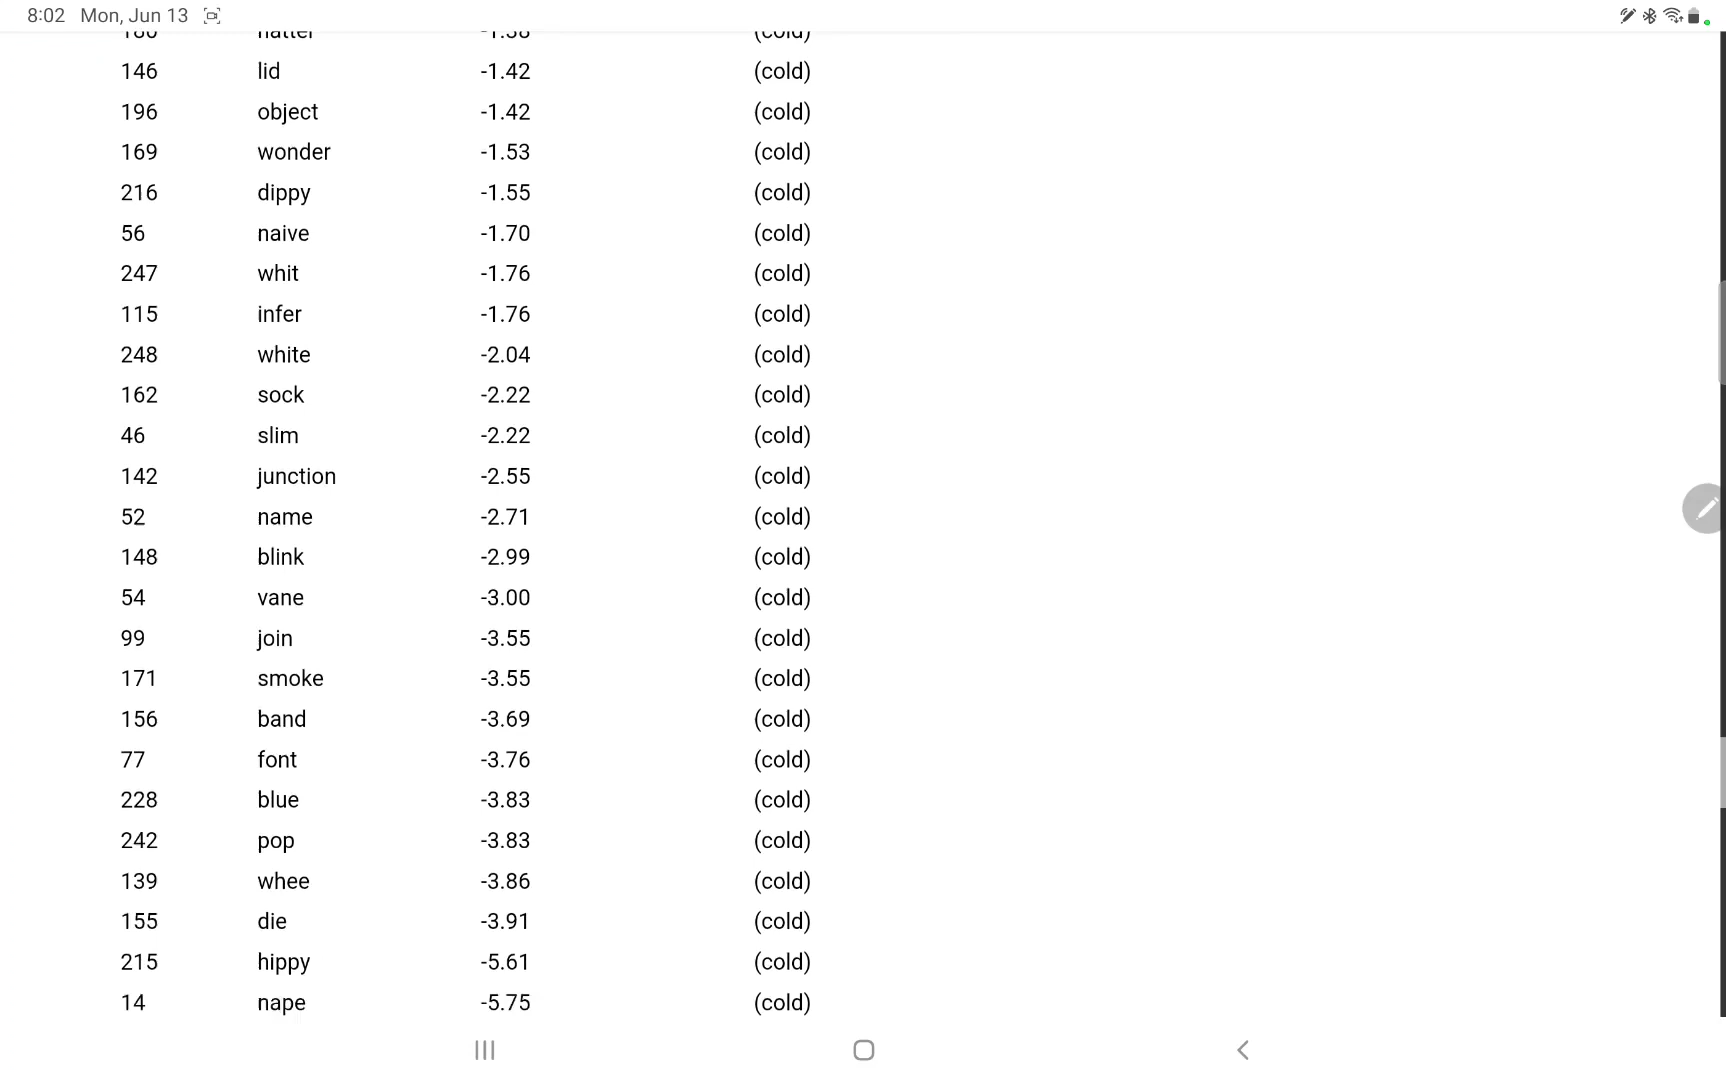 8:02 Mon, Jun 13
146 lid -1.42 (cold)
196 object -1.42 (cold)
169 wonder -1.53 (cold)
216 dippy -1.55 (cold)
56 naive -1.70 (cold)
247 whit -1.76 (cold)
115 infer -1.76 (cold)
248 white -2.04 (cold)
162 sock -2.22 (cold)
46 slim -2.22 (cold)
142 junction -2.55 (cold)
52 name -2.71 (cold)
148 blink -2.99 (cold)
54 vane -3.00 (cold)
99 join -3.55 (cold)
171 smoke -3.55 (cold)
156 band -3.69 (cold)
77 font -3.76 (cold)
228 blue -3.83 (cold)
242 pop -3.83 (cold)
139 whee -3.86 (cold)
155 die -3.91 (cold)
215 hippy -5.61 (cold)
14 nape -5.75 (cold)